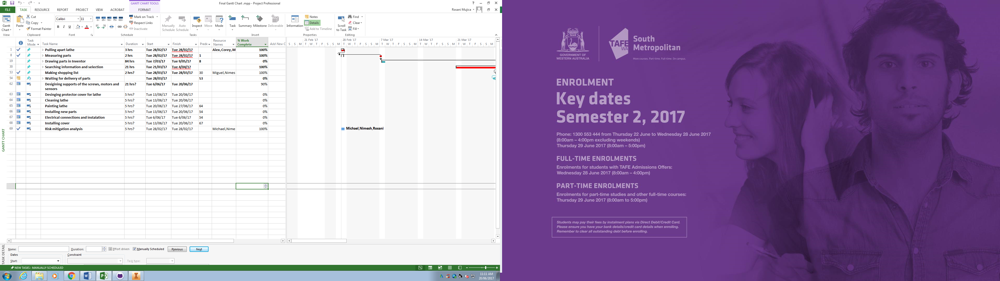 Final Gantt Chart .mpp - Project Professional
GANTT CHART TOOLS
FILE TASK RESOURCE REPORT PROJECT VIEW ACROBAT FORMAT
Rosani Mujica
Gantt Chart
View
Paste
Cut
Copy
Format Painter
Clipboard
Calibri 11
B I U A
Font
0% 25% 50% 75% 100%
Mark on Track
Respect Links
Inactivate
Schedule
Manually Schedule
Auto Schedule
Inspect
Move
Mode
Tasks
Task
Summary
Milestone
Deliverable
Insert
Information
Notes
Details
Add to Timeline
Properties
Scroll to Task
Find
Clear
Fill
Editing
Task Mode Task Name Duration Start Finish Prede Resource Names % Work Complete Add New C
21 Feb '17 28 Feb '17 7 Mar '17 14 Mar '17 21 Mar '17
S S M T W T F S S M T W T F S S M T W T F S S M T W T F S S M T W T F S S M
1 Pulling apart lathe 3 hrs Tue 28/02/17 Tue 28/02/17 Alex,Corey,M 100%
8 Measuring parts 2 hrs Tue 28/02/17 Tue 28/02/17 1 100%
19 Drawing parts in Inventor 84 hrs Tue 7/03/17 Tue 9/05/17 8 0%
30 Searching information and selection 21 hrs Tue 21/03/17 Tue 4/04/17 100%
53 Making shopping list 2 hrs? Tue 28/03/17 Tue 28/03/17 30 Miguel,Nimes 100%
54 Waiting for delivery of parts Tue 28/03/17 53 0%
62 Desigining supports of the screws, motors and 21 hrs? Tue 6/06/17 Tue 20/06/17 90%
sensors
63 Desinging protector cover for lathe 5 hrs? Tue 13/06/17 Tue 20/06/17 0%
64 Cleaning lathe 5 hrs? Tue 13/06/17 Tue 20/06/17 0%
65 Painting lathe 5 hrs? Tue 20/06/17 Tue 27/06/17 64 0%
66 Installing new parts 5 hrs? Tue 13/06/17 Tue 20/06/17 54 0%
67 Electrical connections and instalation 5 hrs? Tue 6/06/17 Tue 6/06/17 54 0%
68 Installing cover 5 hrs? Tue 13/06/17 Tue 20/06/17 67 0%
69 Risk mitigation analysis 5 hrs? Tue 28/02/17 Tue 28/02/17 Michael,Nime 100%
Michael,Nimesh,Rosani
GANTT CHART
TASK DETAIL
Name: Duration: Effort driven Manually Scheduled Previous Next
Dates Constraint
Start: Task type:
NEW TASKS : MANUALLY SCHEDULED
11:11 AM
20/06/2017
GOVERNMENT OF
WESTERN AUSTRALIA
TAFE
WA
South
Metropolitan
More courses. Part-time. Full-time. On campus.
ENROLMENT
Key dates
Semester 2, 2017
Phone: 1300 553 444 from Thursday 22 June to Wednesday 28 June 2017
(8:00am – 4:00pm excluding weekends)
Thursday 29 June 2017 (8:00am – 5:00pm)
FULL-TIME ENROLMENTS
Enrolments for students with TAFE Admissions Offers:
Wednesday 28 June 2017 (8:00am – 4:00pm)
PART-TIME ENROLMENTS
Enrolments for part-time studies and other full-time courses:
Thursday 29 June 2017 (8:00am to 5:00pm)
Students may pay their fees by instalment plans via Direct Debit/Credit Card.
Please ensure you have your bank details/credit card details when enrolling.
Remember to clear all outstanding debt before enrolling.